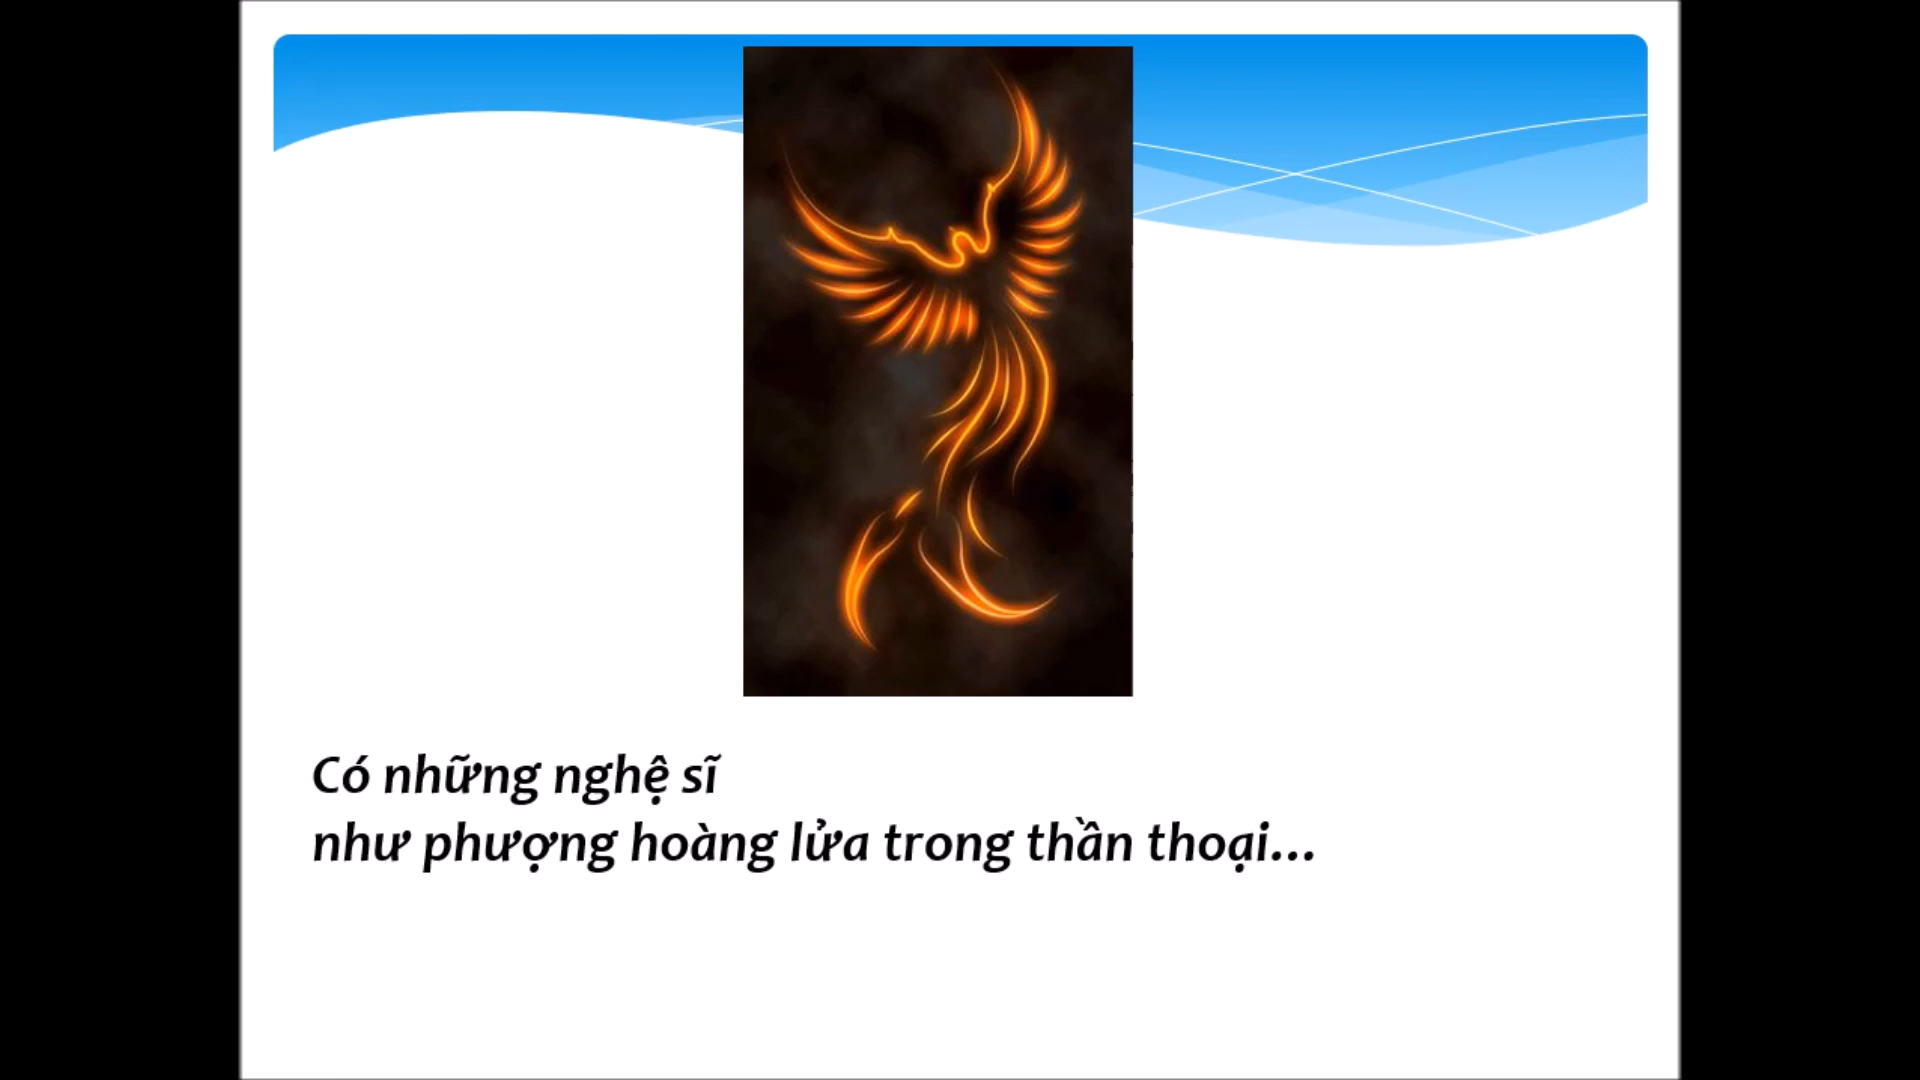 Có những nghệ sĩ
như phượng hoàng lửa trong thần thoại...